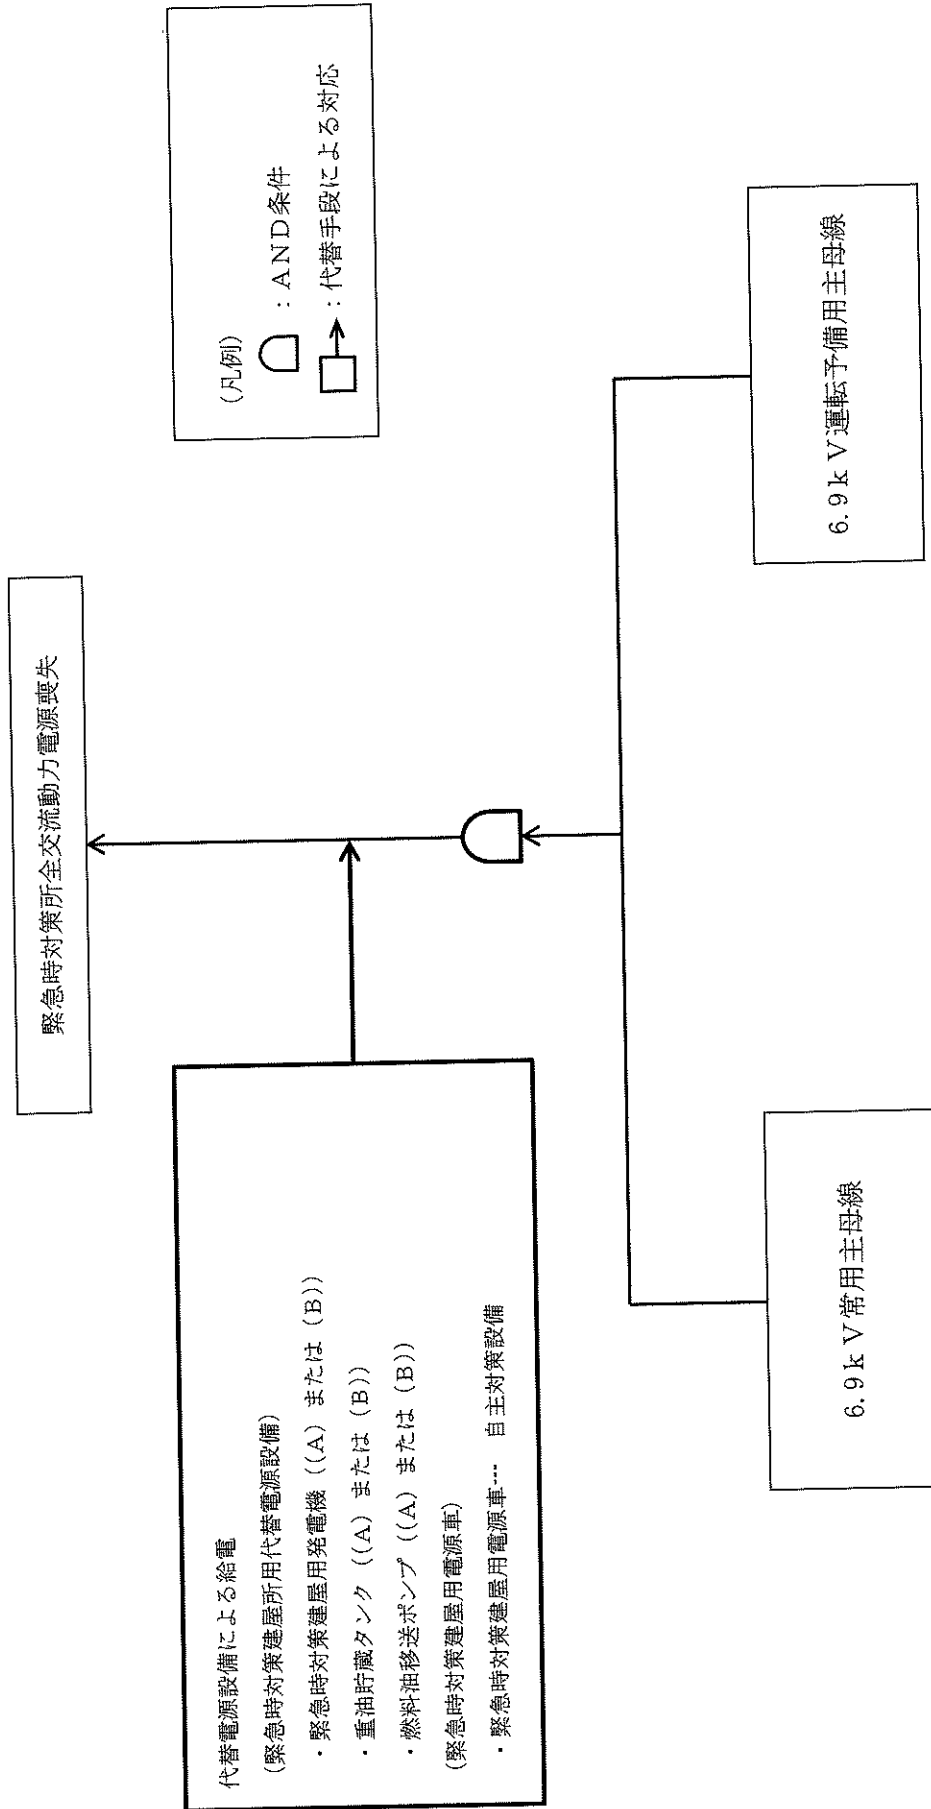 緊急時対策所全交流動力電源喪失
(凡例)
：AND条件
：代替手段による対応
代替電源設備による給電
(緊急時対策建屋所用代替電源設備)
・緊急時対策建屋用発電機（(A) または (B)）
・重油貯蔵タンク（(A) または (B)）
・燃料油移送ポンプ（(A) または (B)）
(緊急時対策建屋用電源車)
・緊急時対策建屋用電源車--- 自主対策設備
6.9kV常用主母線
6.9kV運転予備用主母線